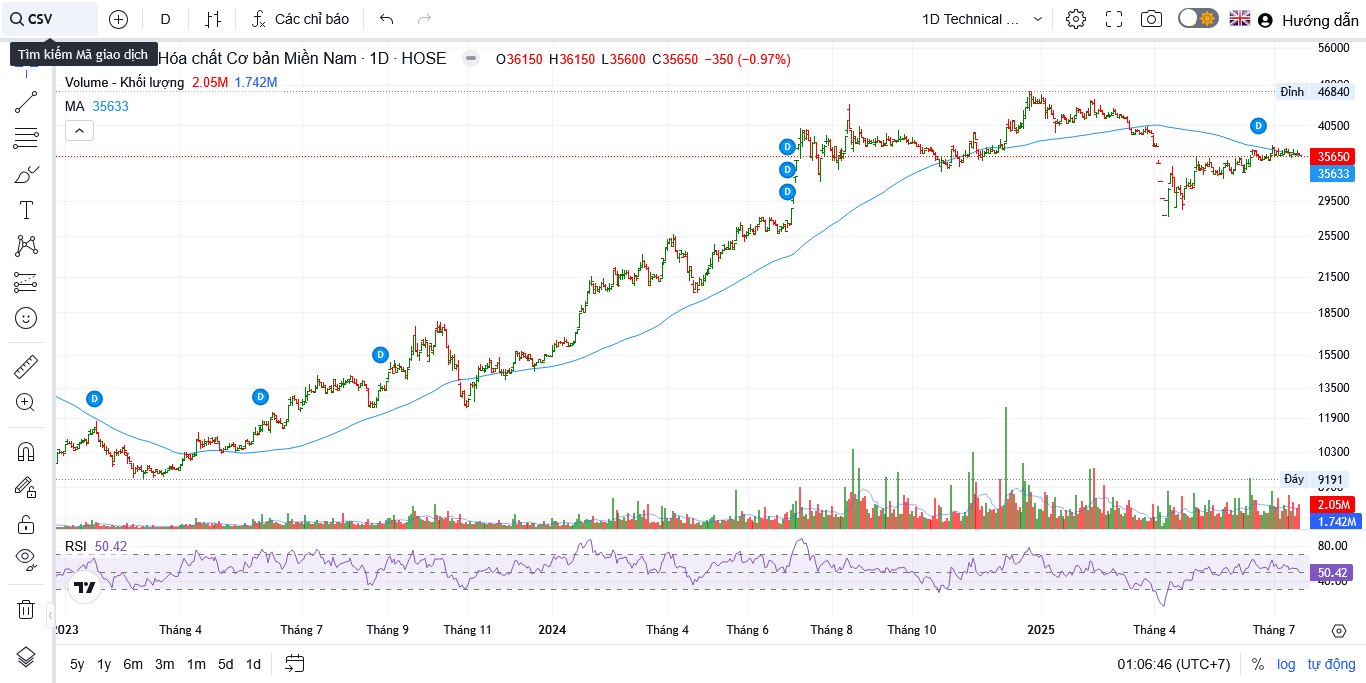 CSV
D
Các chỉ báo
1D Technical ...
Hướng dẫn
Tìm kiếm Mã giao dịch
Hóa chất Cơ bản Miền Nam · 1D · HOSE
O36150 H36150 L35600 C35650 −350 (−0.97%)
Volume - Khối lượng 2.05M 1.742M
MA 35633
56000
Đỉnh 46840
40500
35650
35633
29500
25500
21500
18500
15500
13500
11900
10300
Đáy 9191
2.05M
1.742M
D
D
D
D
D
D
D
RSI 50.42
80.00
50.42
40.00
2023 Tháng 4 Tháng 7 Tháng 9 Tháng 11 2024 Tháng 4 Tháng 6 Tháng 8 Tháng 10 2025 Tháng 4 Tháng 7
5y 1y 6m 3m 1m 5d 1d
01:06:46 (UTC+7) % log tự động